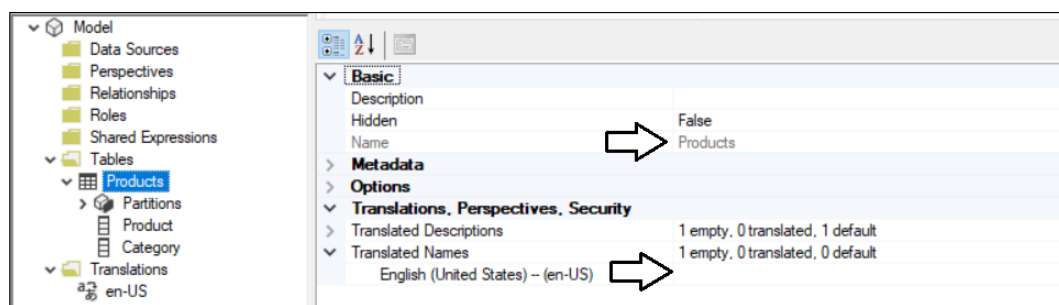 Model
Data Sources
Perspectives
Relationships
Roles
Shared Expressions
Tables
Products
Partitions
Product
Category
Translations
en-US
Basic
Description
Hidden False
Name Products
Metadata
Options
Translations, Perspectives, Security
Translated Descriptions 1 empty, 0 translated, 1 default
Translated Names 1 empty, 0 translated, 0 default
English (United States) -- (en-US)